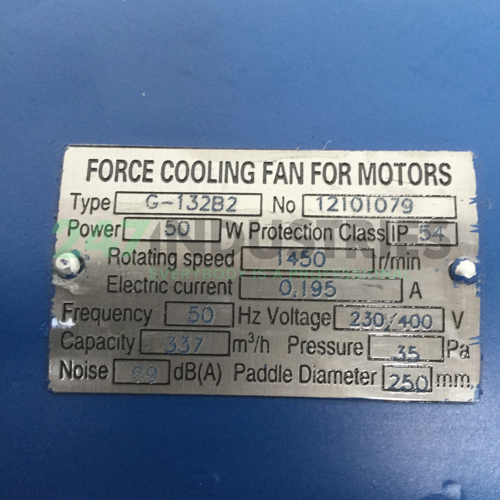 FORCE COOLING FAN FOR MOTORS
Type G-132B2 No 12101079
Power 50 W Protection Class IP 54
Rotating speed 1450 r/min
Electric current 0.195 A
Frequency 50 Hz Voltage 230/400 V
Capacity 337 m³/h Pressure 35 Pa
Noise 69 dB(A) Paddle Diameter 250 mm
247 INDUSTRIES